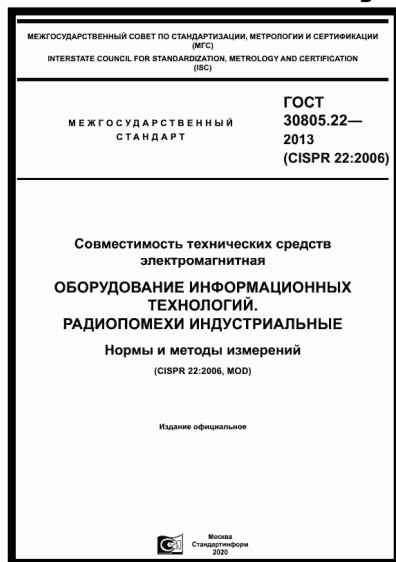 МЕЖГОСУДАРСТВЕННЫЙ СОВЕТ ПО СТАНДАРТИЗАЦИИ, МЕТРОЛОГИИ И СЕРТИФИКАЦИИ
(МГС)
INTERSTATE COUNCIL FOR STANDARDIZATION, METROLOGY AND CERTIFICATION
(ISC)
МЕЖГОСУДАРСТВЕННЫЙ
СТАНДАРТ
ГОСТ
30805.22—
2013
(CISPR 22:2006)
Совместимость технических средств
электромагнитная
ОБОРУДОВАНИЕ ИНФОРМАЦИОННЫХ
ТЕХНОЛОГИЙ.
РАДИОПОМЕХИ ИНДУСТРИАЛЬНЫЕ
Нормы и методы измерений
(CISPR 22:2006, MOD)
Издание официальное
Москва
Стандартинформ
2020